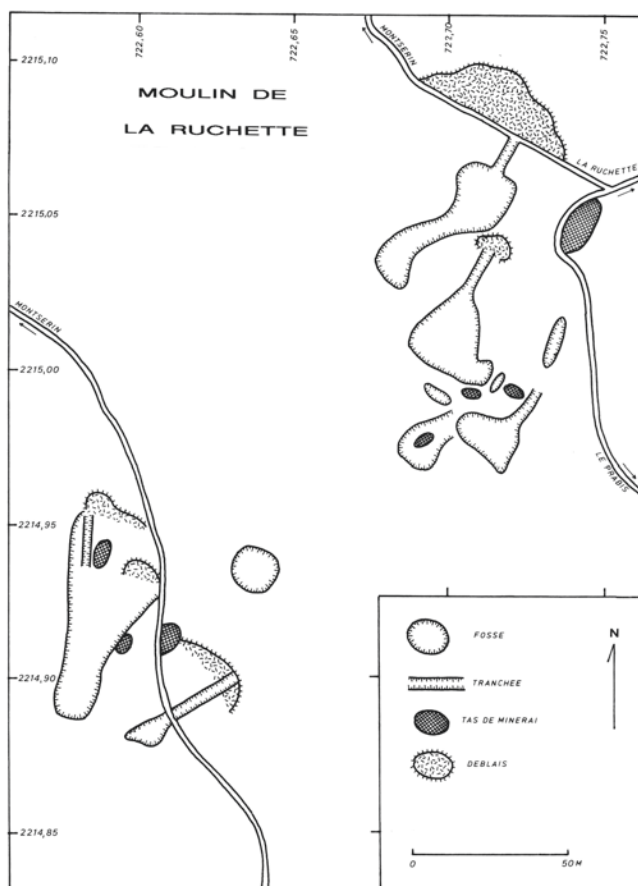 722,60
722,65
722,70
722,75
2215,10
MONTSERIN
MOULIN DE
LA RUCHETTE
LA RUCHETTE
2215,05
MONTSERIN
2215,00
LE PRABIS
2214,95
FOSSE
N
TRANCHEE
2214,90
TAS DE MINERAI
DEBLAIS
2214,85
0
50M